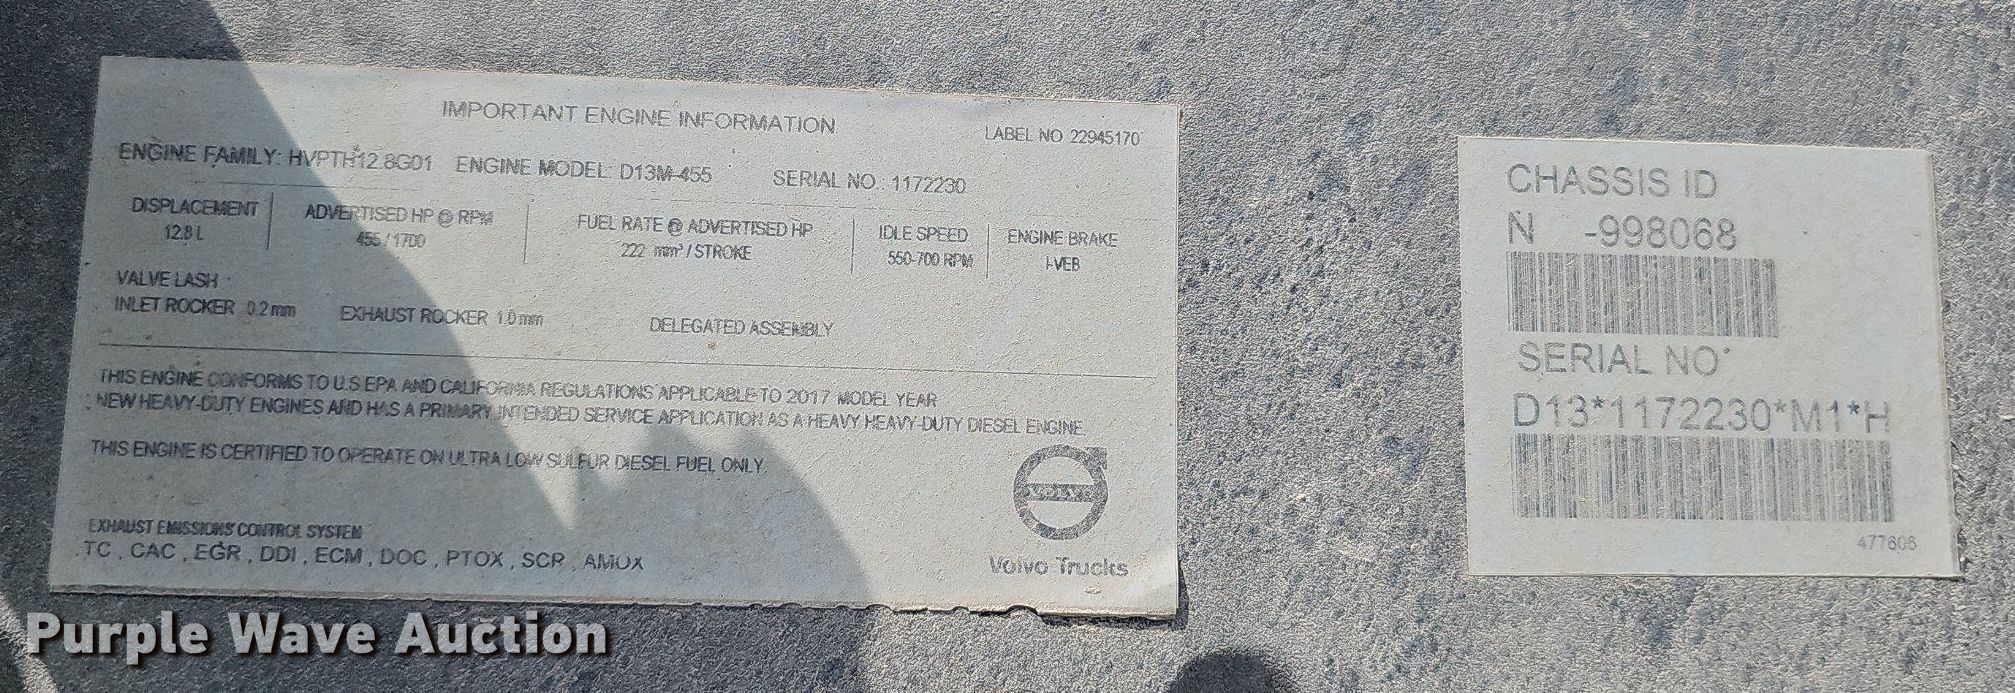 IMPORTANT ENGINE INFORMATION
LABEL NO 22945170
ENGINE FAMILY: HVPTH12.8G01 ENGINE MODEL: D13M-455 SERIAL NO.: 1172230
DISPLACEMENT
12.8 L
ADVERTISED HP @ RPM
455 / 1700
FUEL RATE @ ADVERTISED HP
222 mm³ / STROKE
IDLE SPEED
550-700 RPM
ENGINE BRAKE
I-VEB
VALVE LASH
INLET ROCKER 0.2 mm EXHAUST ROCKER 1.0 mm
DELEGATED ASSEMBLY
THIS ENGINE CONFORMS TO U.S EPA AND CALIFORNIA REGULATIONS APPLICABLE TO 2017 MODEL YEAR
NEW HEAVY-DUTY ENGINES AND HAS A PRIMARY INTENDED SERVICE APPLICATION AS A HEAVY HEAVY-DUTY DIESEL ENGINE.
THIS ENGINE IS CERTIFIED TO OPERATE ON ULTRA LOW SULFUR DIESEL FUEL ONLY.
EXHAUST EMISSIONS CONTROL SYSTEM
TC , CAC , EGR , DDI , ECM , DOC , PTOX , SCR , AMOX
VOLVO
Volvo Trucks
CHASSIS ID
N -998068
SERIAL NO
D13*1172230*M1*H
477606
Purple Wave Auction